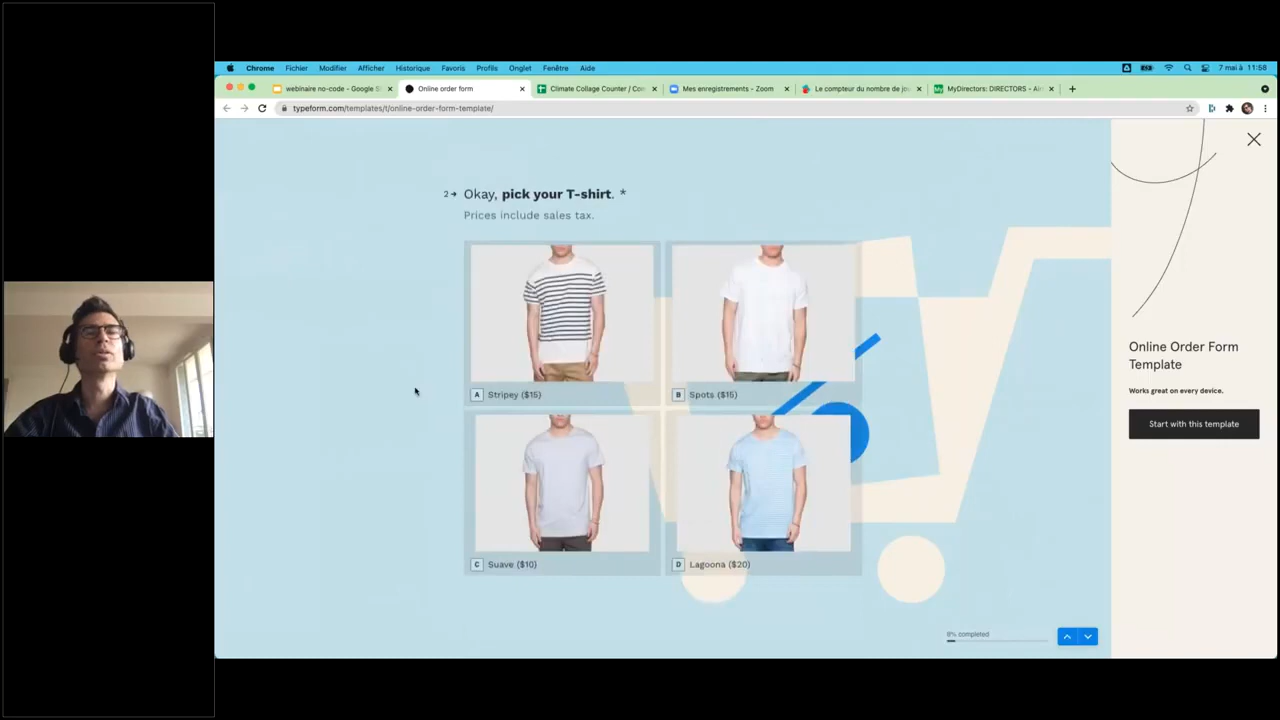 Chrome Fichier Modifier Afficher Historique Favoris Profils Onglet Fenêtre Aide 7 mai à 11:58
webinaire no-code - Google S
Online order form
Climate Collage Counter / Co
Mes enregistrements - Zoom
Le compteur du nombre de jo
MyDirectors: DIRECTORS - Air
typeform.com/templates/t/online-order-form-template/
2 Okay, pick your T-shirt. *
Prices include sales tax.
A Stripey ($15)
B Spots ($15)
C Suave ($10)
D Lagoona ($20)
9% completed
Online Order Form
Template
Works great on every device.
Start with this template